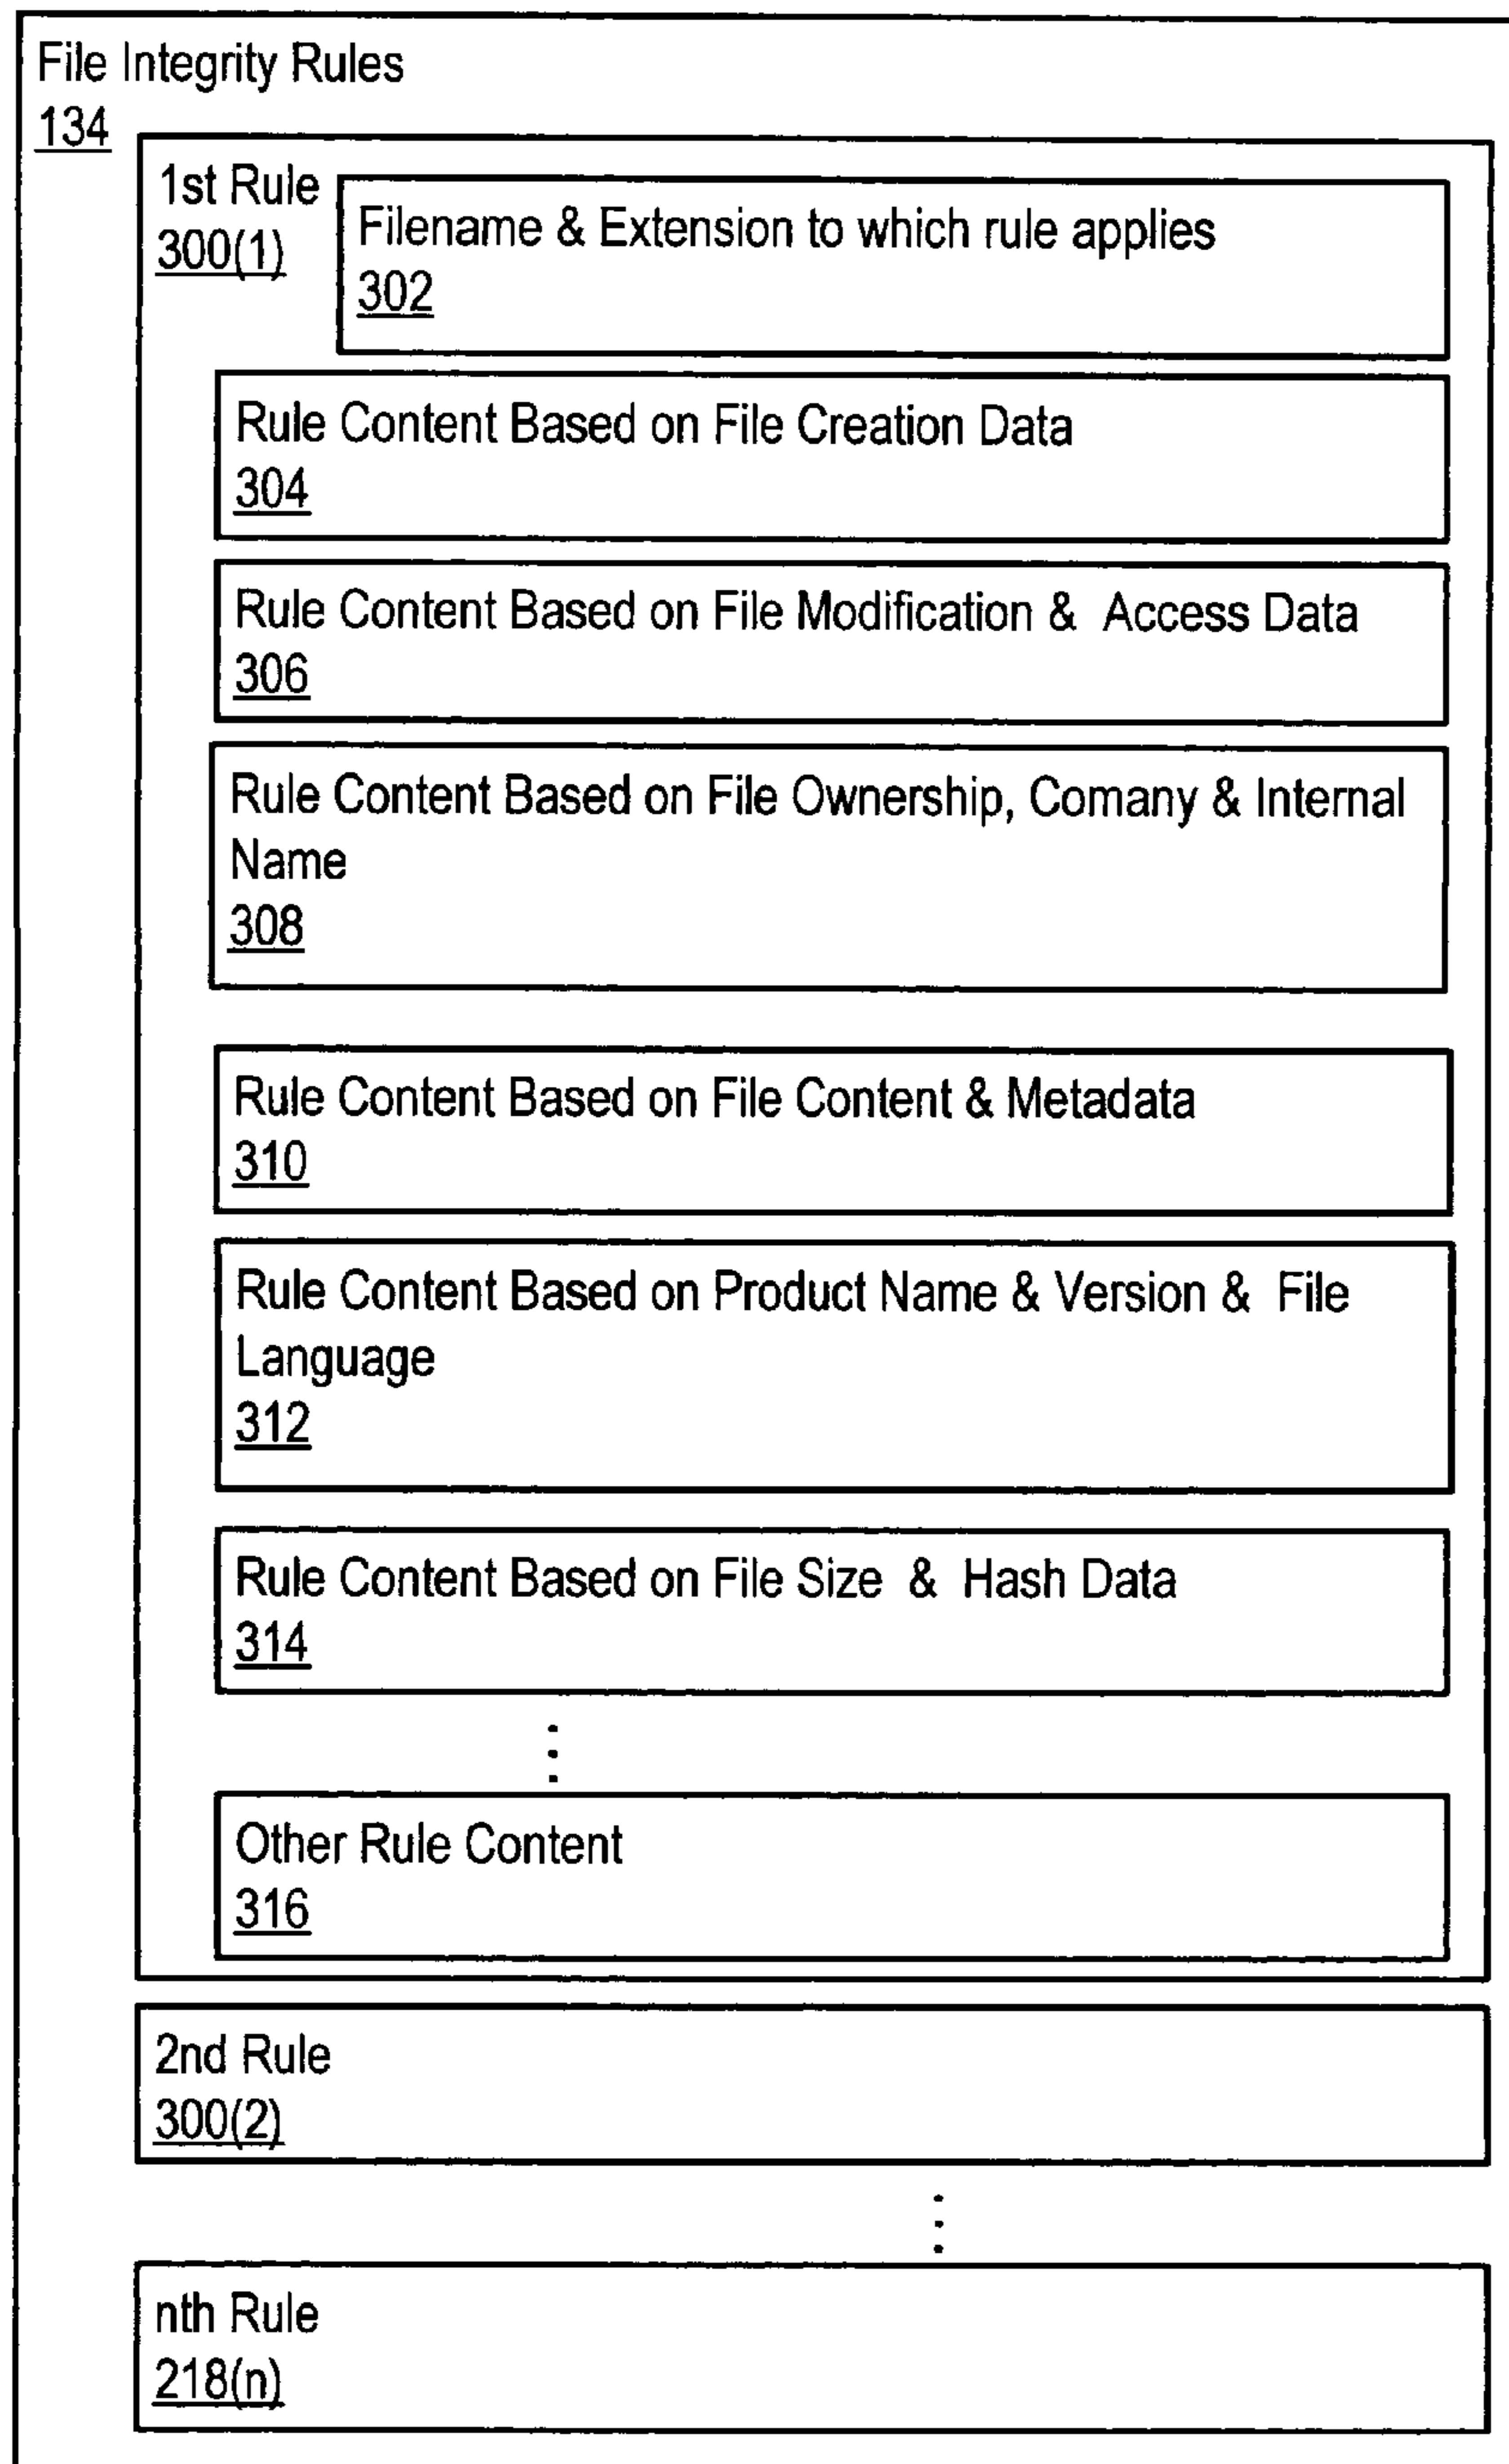 File Integrity Rules
134
1st Rule
300(1)
Filename & Extension to which rule applies
302
Rule Content Based on File Creation Data
304
Rule Content Based on File Modification & Access Data
306
Rule Content Based on File Ownership, Comany & Internal
Name
308
Rule Content Based on File Content & Metadata
310
Rule Content Based on Product Name & Version & File
Language
312
Rule Content Based on File Size & Hash Data
314
Other Rule Content
316
2nd Rule
300(2)
nth Rule
218(n)